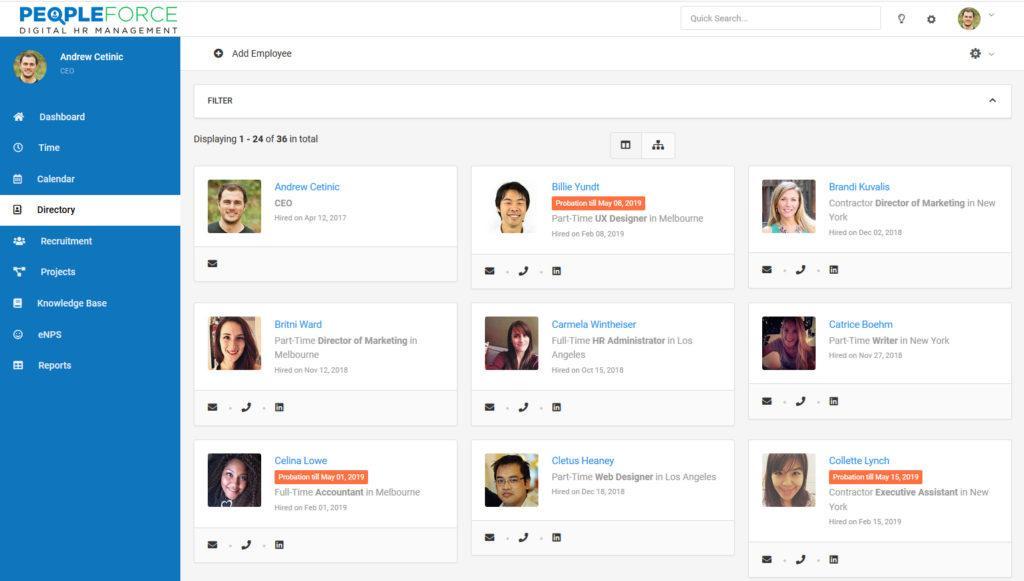 PEOPLEFORCE
DIGITAL HR MANAGEMENT
Quick Search...
Andrew Cetinic
CEO
Dashboard
Time
Calendar
Directory
Recruitment
Projects
Knowledge Base
eNPS
Reports
Add Employee
FILTER
Displaying 1 - 24 of 36 in total
Andrew Cetinic
CEO
Hired on Apr 12, 2017
Billie Yundt
Probation till May 08, 2019
Part-Time UX Designer in Melbourne
Hired on Feb 08, 2019
Brandi Kuvalis
Contractor Director of Marketing in New
York
Hired on Dec 02, 2018
Britni Ward
Part-Time Director of Marketing in
Melbourne
Hired on Nov 12, 2018
Carmela Wintheiser
Full-Time HR Administrator in Los
Angeles
Hired on Oct 15, 2018
Catrice Boehm
Part-Time Writer in New York
Hired on Nov 27, 2018
Celina Lowe
Probation till May 01, 2019
Full-Time Accountant in Melbourne
Hired on Feb 01, 2019
Cletus Heaney
Part-Time Web Designer in Los Angeles
Hired on Dec 18, 2018
Collette Lynch
Probation till May 15, 2019
Contractor Executive Assistant in New
York
Hired on Feb 15, 2019